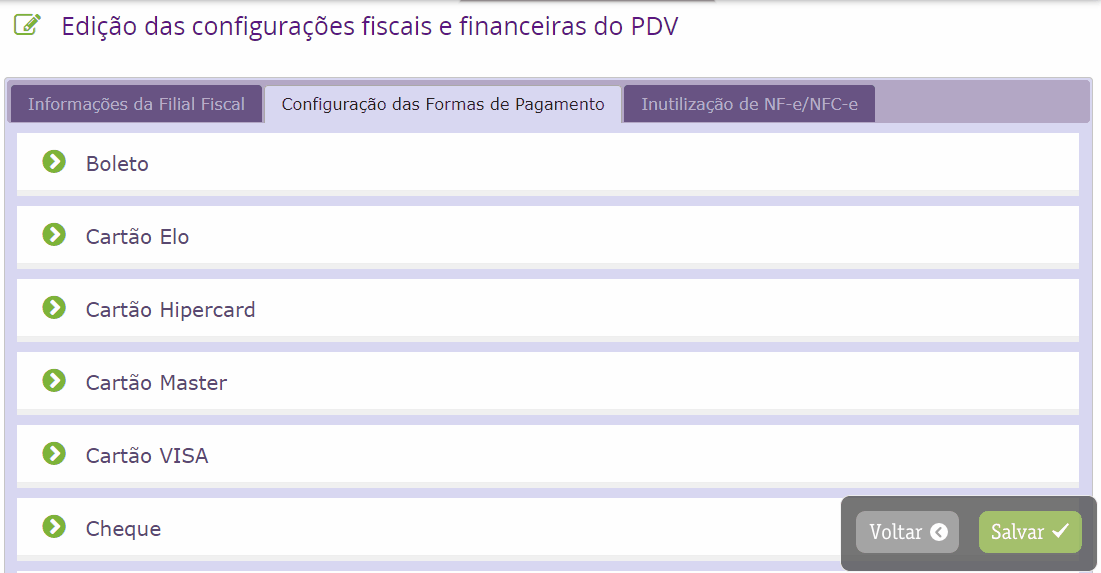 Edição das configurações fiscais e financeiras do PDV
Informações da Filial Fiscal Configuração das Formas de Pagamento Inutilização de NF-e/NFC-e
Boleto
Cartão Elo
Cartão Hipercard
Cartão Master
Cartão VISA
Cheque
Voltar Salvar